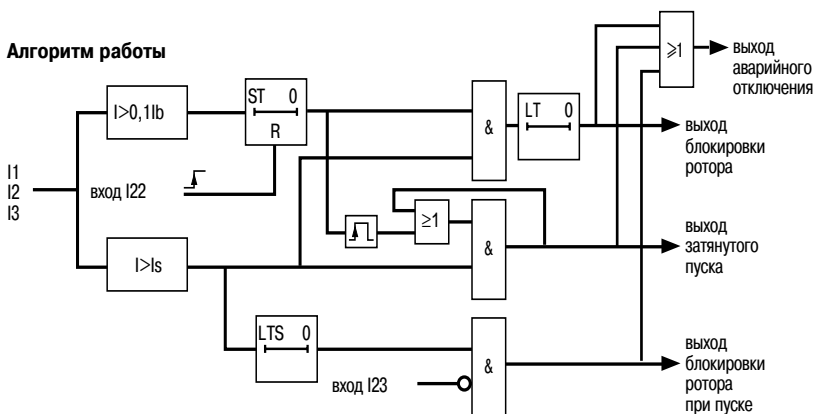 Алгоритм работы
I>0,1Ib
ST 0
R
&
LT 0
≥1
выход
аварийного
отключения
выход
блокировки
ротора
I1
I2
I3
вход I22
≥1
&
выход
затянутого
пуска
I>Is
LTS 0
вход I23
&
выход
блокировки
ротора
при пуске